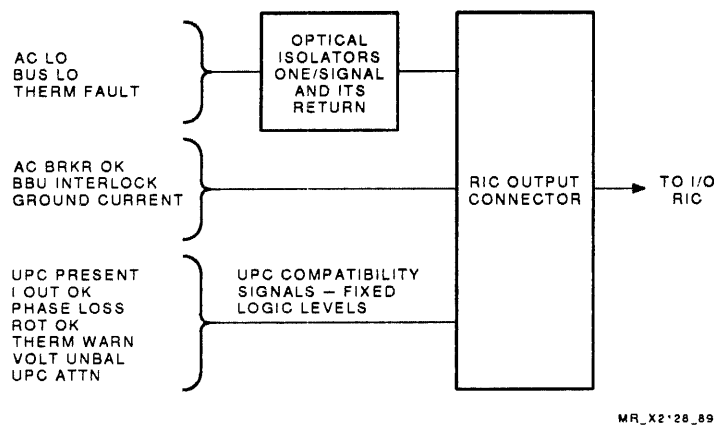 AC LO
BUS LO
THERM FAULT
OPTICAL
ISOLATORS
ONE/SIGNAL
AND ITS
RETURN
AC BRKR OK
BBU INTERLOCK
GROUND CURRENT
RIC OUTPUT
CONNECTOR
TO I/O
RIC
UPC PRESENT
I OUT OK
PHASE LOSS
ROT OK
THERM WARN
VOLT UNBAL
UPC ATTN
UPC COMPATIBILITY
SIGNALS — FIXED
LOGIC LEVELS